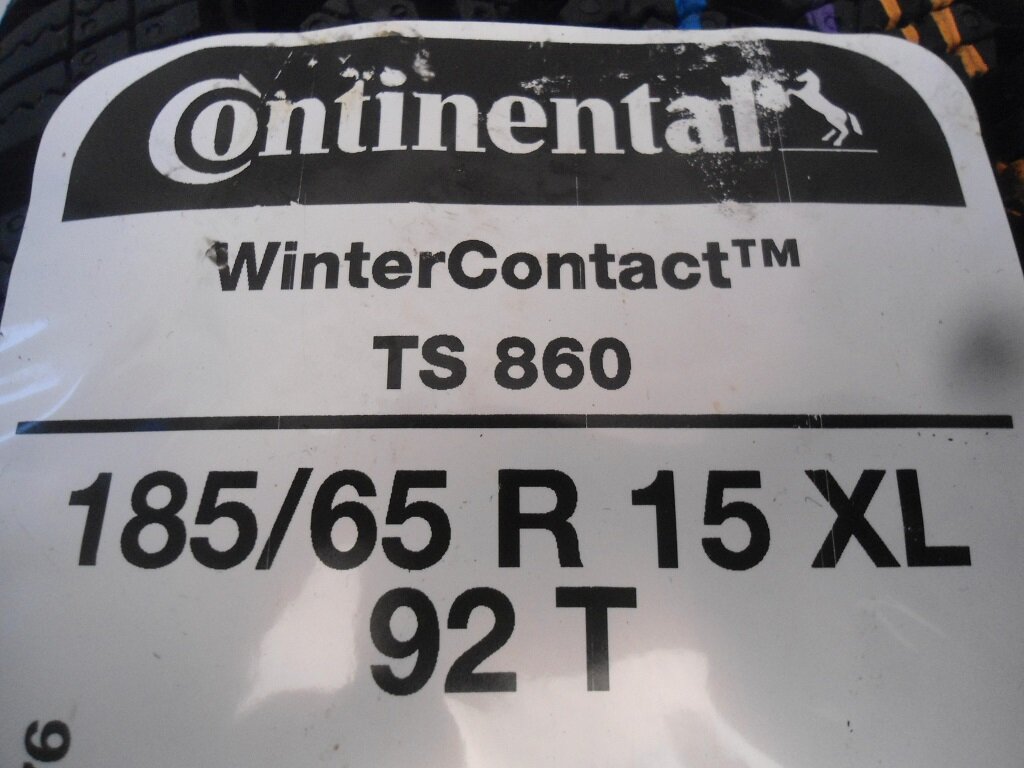 Continental
WinterContact™
TS 860
185/65 R 15 XL
92 T